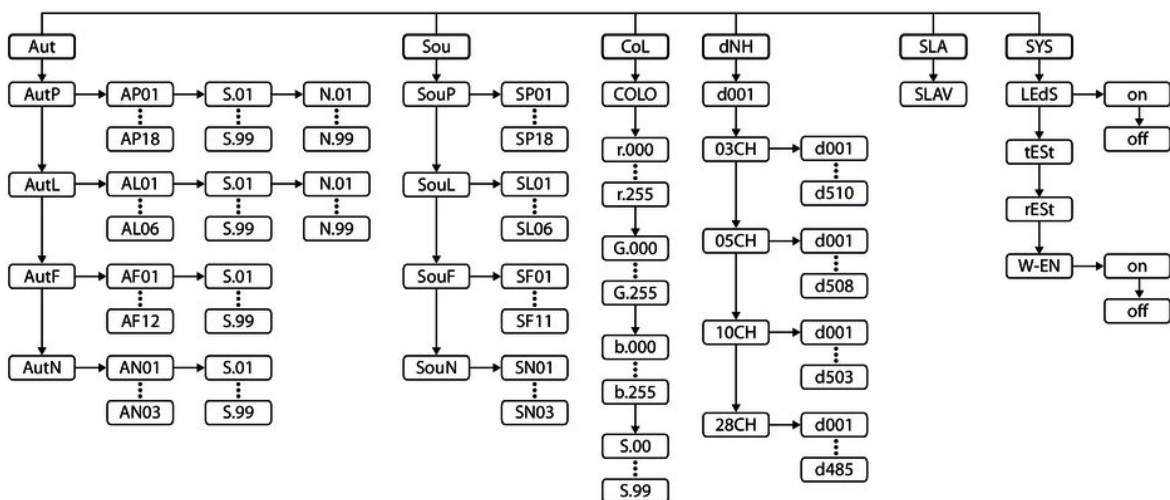 Aut Sou CoL dNH SLA SYS
AutP AP01 S.01 N.01 SouP SP01 COLO d001 SLAV LEdS on
AP18 S.99 N.99 SP18 r.000 03CH d001 tESt off
AutL AL01 S.01 N.01 SouL SL01 r.255 d510 rESt
AL06 S.99 N.99 SL06 G.000 05CH d001 W-EN on
AutF AF01 S.01 SouF SF01 G.255 d508 off
AF12 S.99 SF11 b.000 10CH d001
AutN AN01 S.01 SouN SN01 b.255 d503
AN03 S.99 SN03 S.00 28CH d001
S.99 d485